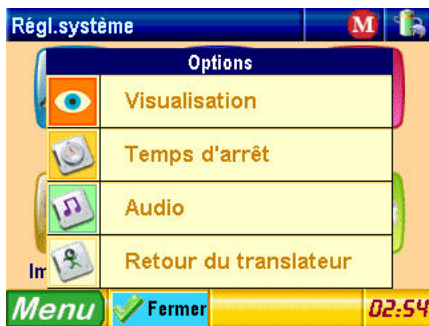 Régl.système
M
Options
Visualisation
Temps d'arrêt
Audio
Retour du translateur
Im
Menu
Fermer
02:54